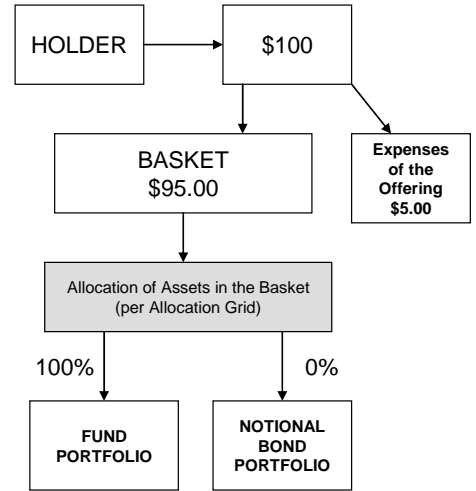 HOLDER
$100
BASKET
$95.00
Expenses
of the
Offering
$5.00
Allocation of Assets in the Basket
(per Allocation Grid)
100%
0%
FUND
PORTFOLIO
NOTIONAL
BOND
PORTFOLIO